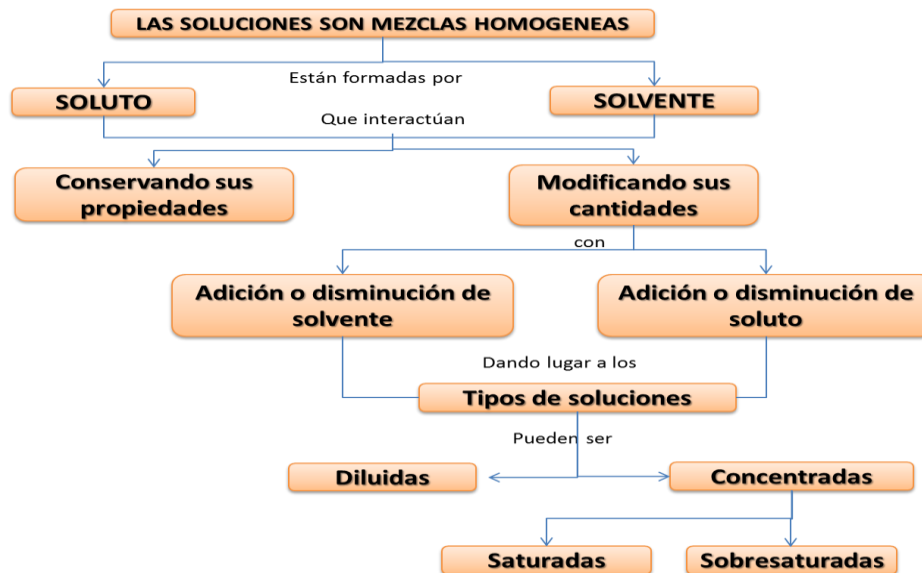 LAS SOLUCIONES SON MEZCLAS HOMOGENEAS
Están formadas por
SOLUTO
SOLVENTE
Que interactúan
Conservando sus
propiedades
Modificando sus
cantidades
con
Adición o disminución de
solvente
Adición o disminución de
soluto
Dando lugar a los
Tipos de soluciones
Pueden ser
Diluidas
Concentradas
Saturadas
Sobresaturadas